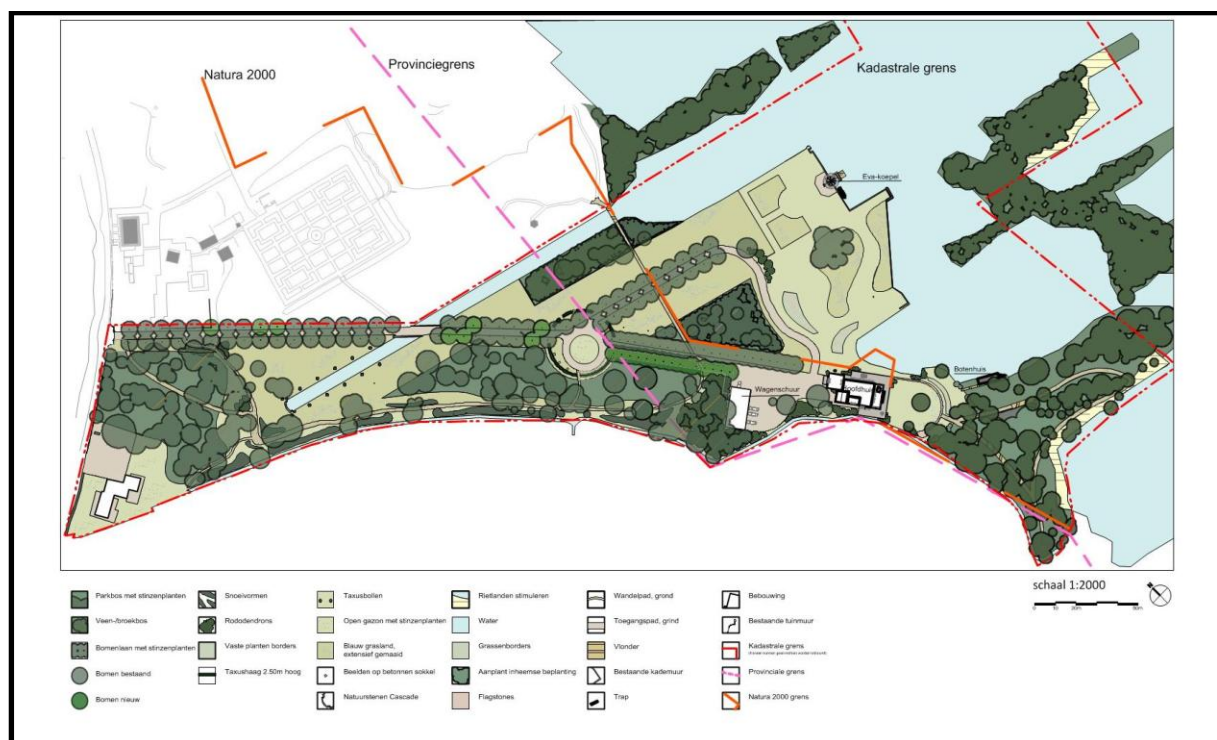 Natura 2000
Provinciegrens
Kadastrale grens
Eva-koepel
Wagenschuur
Hoofdhuis
Botenhuis
schaal 1:2000
Parkbos met stinzenplanten
Veen-/broekbos
Bomenlaan met stinzenplanten
Bomen bestaand
Bomen nieuw
Snoeivormen
Rododendrons
Vaste planten borders
Taxushaag 2.50m hoog
Taxusbollen
Open gazon met stinzenplanten
Blauw grasland,
extensief gemaaid
Beelden op betonnen sokkel
Natuurstenen Cascade
Rietlanden stimuleren
Water
Grassenborders
Aanplant inheemse beplanting
Flagstones
Wandelpad, grind
Toegangspad, grind
Vlonder
Bestaande kademuur
Trap
Bebouwing
Bestaande tuinmuur
Kadastrale grens
Provinciale grens
Natura 2000 grens